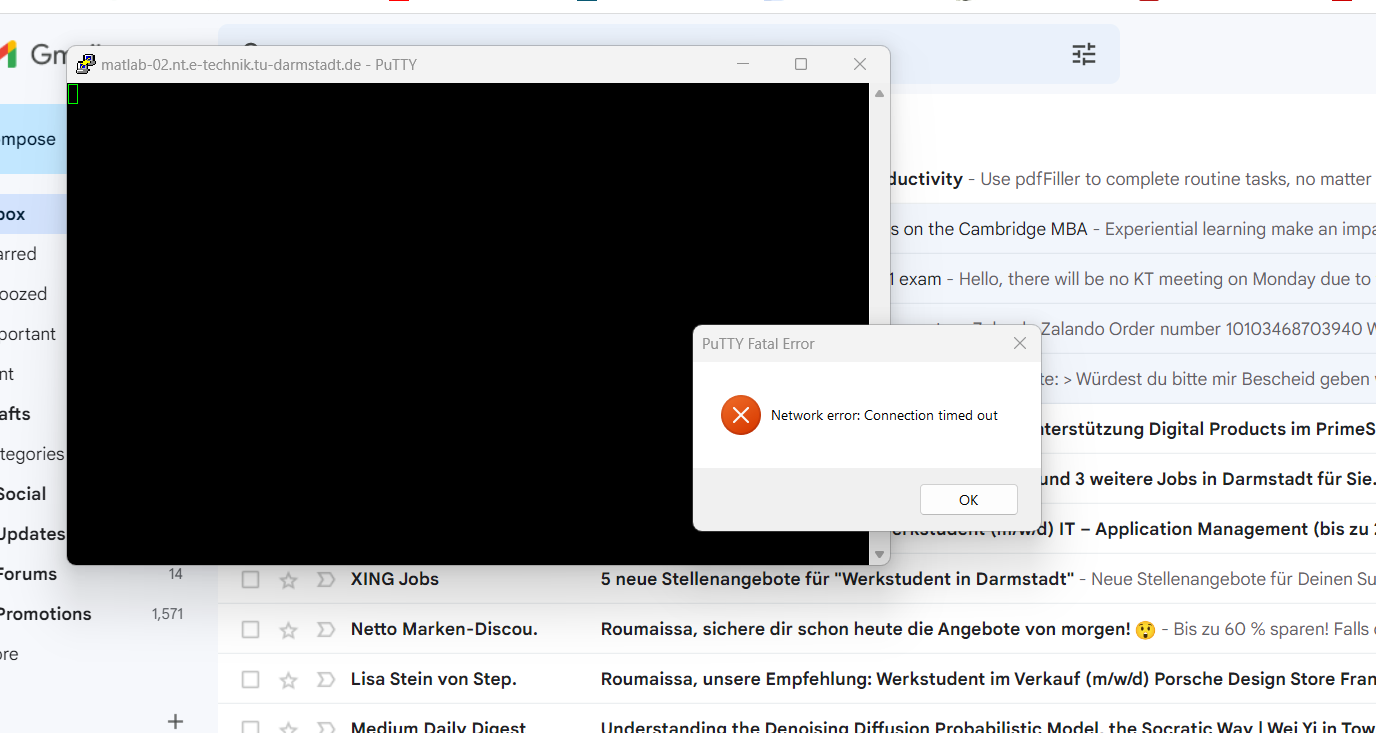 matlab-02.nt.e-technik.tu-darmstadt.de - PuTTY
mpose
box
arred
oozed
portant
nt
afts
tegories
Social
Updates
Forums 14
Promotions 1,571
ore
ductivity - Use pdfFiller to complete routine tasks, no matter
s on the Cambridge MBA - Experiential learning make an impa
1 exam - Hello, there will be no KT meeting on Monday due to
Zalando Order number 10103468703940 W
te: > Würdest du bitte mir Bescheid geben
nterstützung Digital Products im PrimeS
und 3 weitere Jobs in Darmstadt für Sie.
erkstudent (m/w/d) IT – Application Management (bis zu 2
PuTTY Fatal Error
Network error: Connection timed out
OK
XING Jobs 5 neue Stellenangebote für "Werkstudent in Darmstadt" - Neue Stellenangebote für Deinen Su
Netto Marken-Discou. Roumaissa, sichere dir schon heute die Angebote von morgen! 😲 - Bis zu 60 % sparen! Falls
Lisa Stein von Step. Roumaissa, unsere Empfehlung: Werkstudent im Verkauf (m/w/d) Porsche Design Store Fran
Medium Daily Digest Understanding the Denoising Diffusion Probabilistic Model, the Socratic Way | Wei Yi in Tow